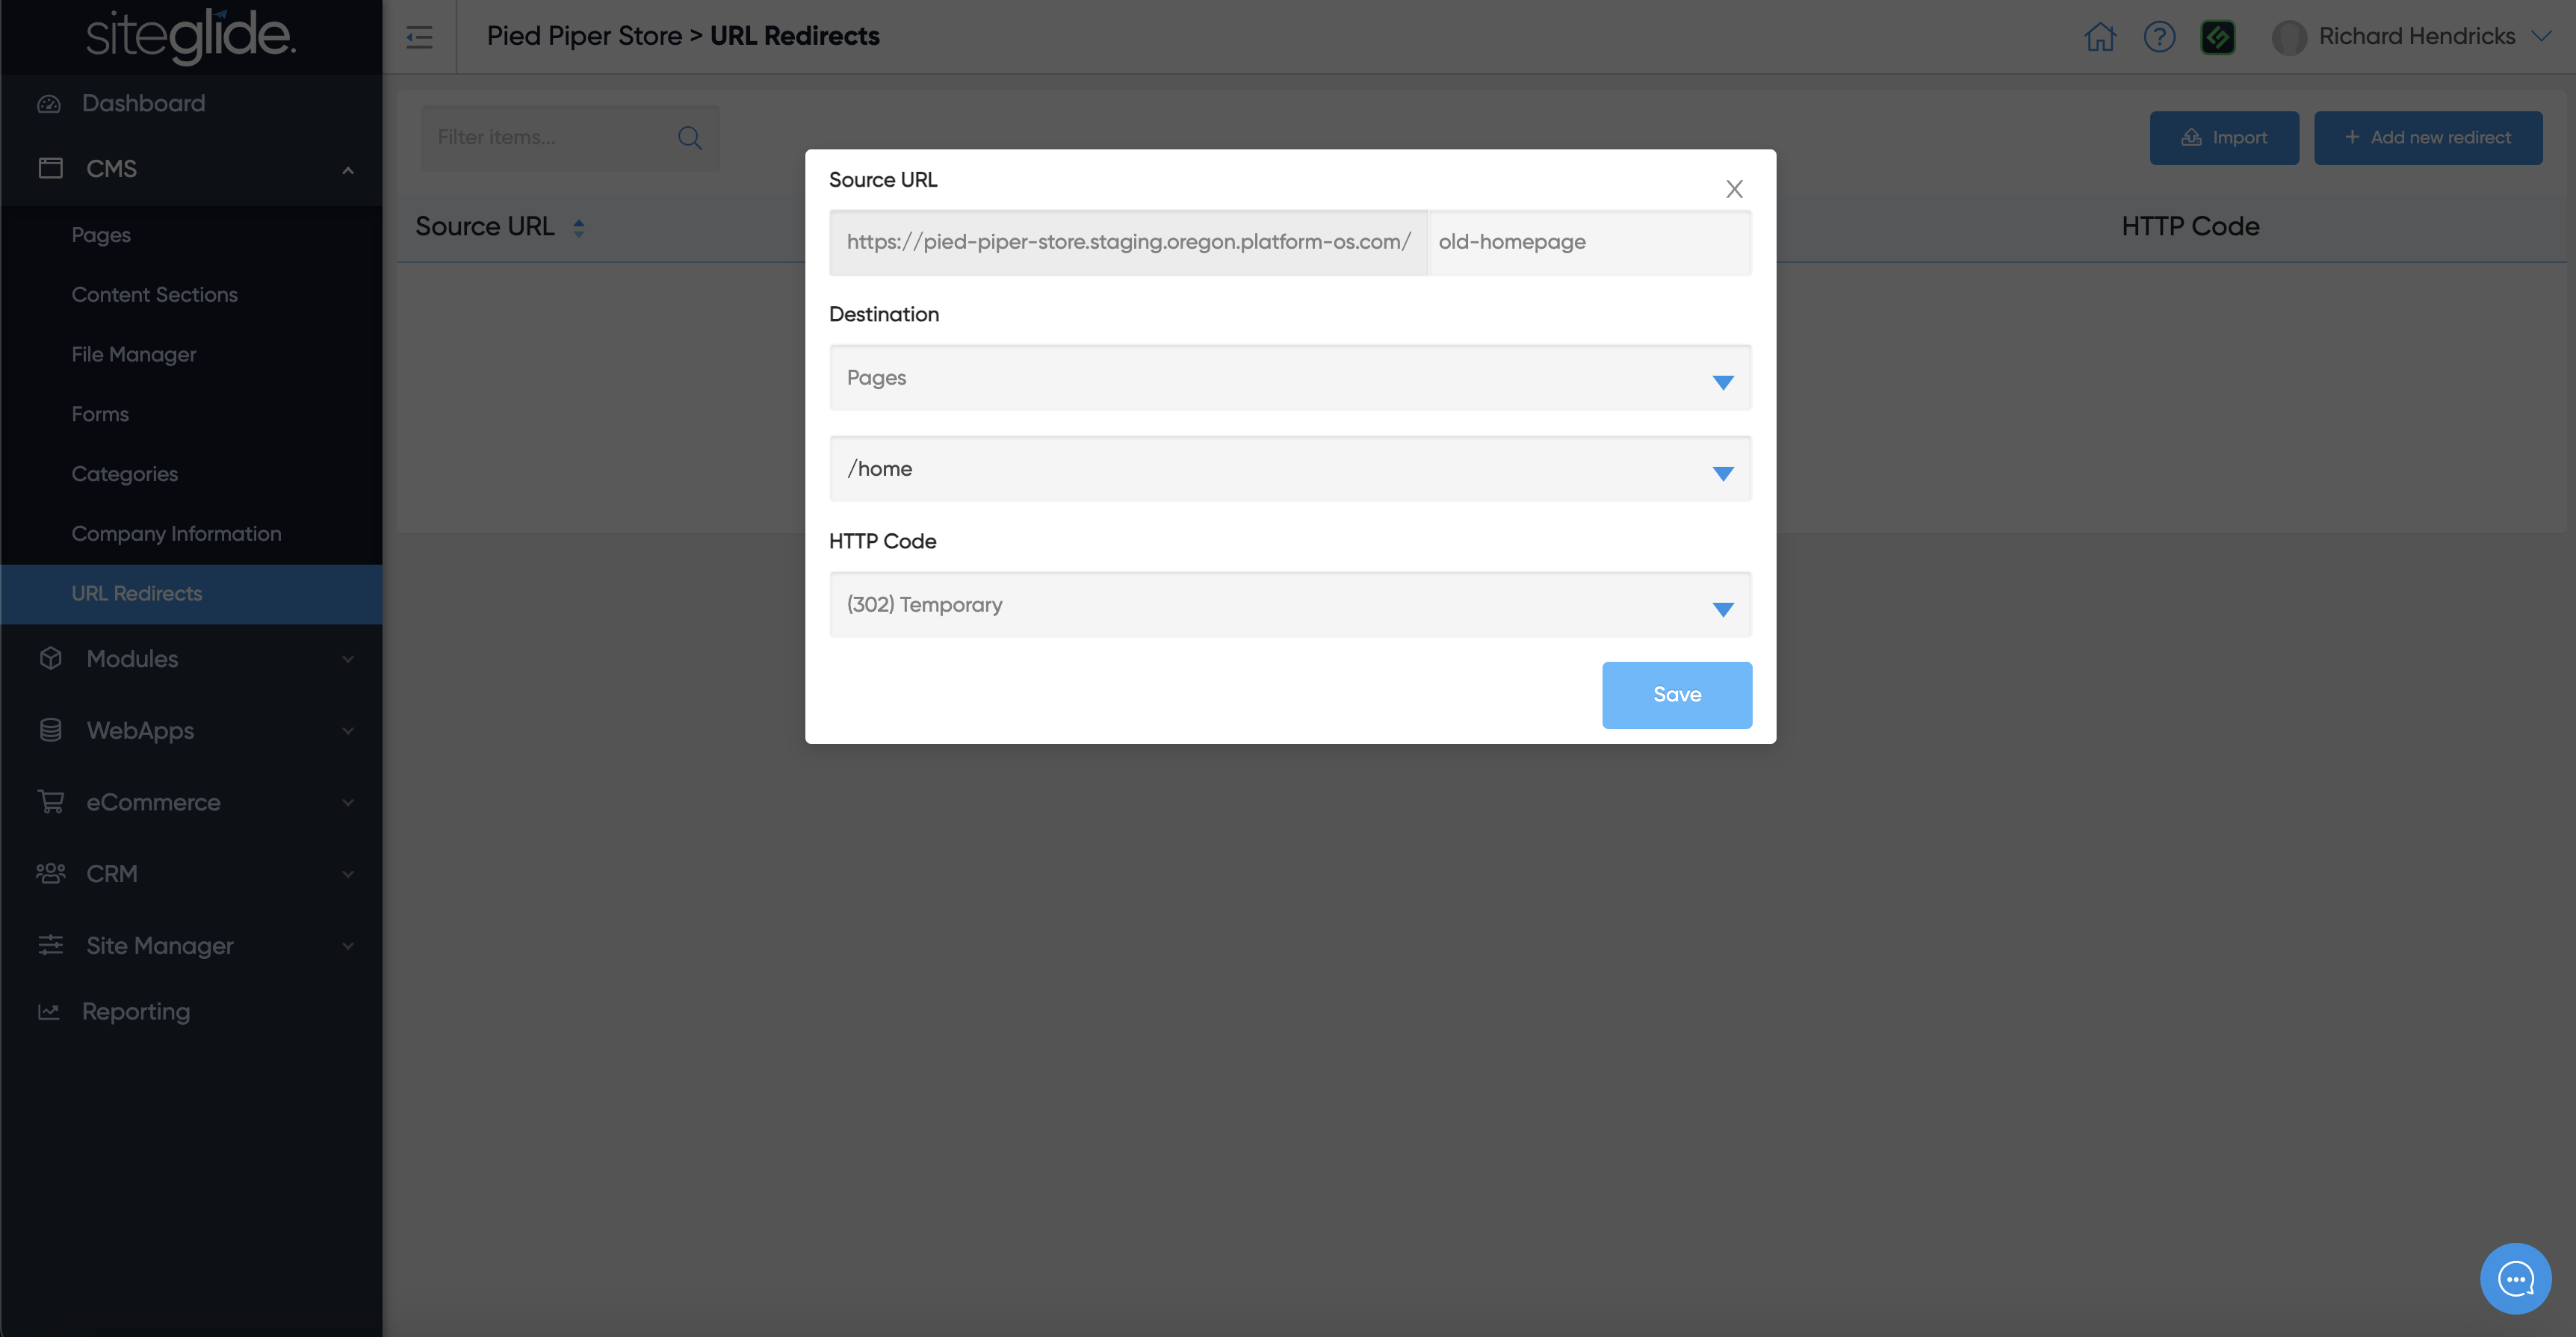 siteglide.
Pied Piper Store > URL Redirects
?
Richard Hendricks
Dashboard
CMS
Pages
Content Sections
File Manager
Forms
Categories
Company Information
URL Redirects
Modules
WebApps
eCommerce
CRM
Site Manager
Reporting
Filter items...
Import
+ Add new redirect
Source URL
HTTP Code
Source URL
X
https://pied-piper-store.staging.oregon.platform-os.com/ old-homepage
Destination
Pages
/home
HTTP Code
(302) Temporary
Save